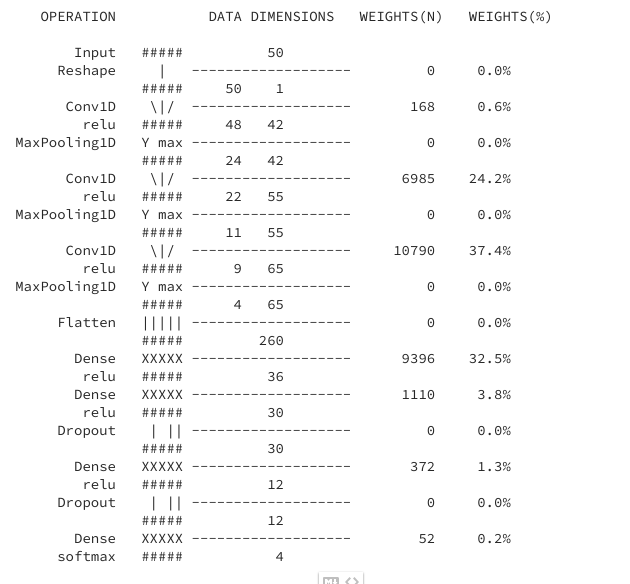 OPERATION           DATA DIMENSIONS   WEIGHTS(N)   WEIGHTS(%)
Input   #####          50
Reshape     |   -------------------         0     0.0%
#####     50    1
Conv1D    \|/  -------------------       168     0.6%
relu   #####     48   42
MaxPooling1D   Y max -------------------         0     0.0%
#####     24   42
Conv1D    \|/  -------------------      6985    24.2%
relu   #####     22   55
MaxPooling1D   Y max -------------------         0     0.0%
#####     11   55
Conv1D    \|/  -------------------     10790    37.4%
relu   #####      9   65
MaxPooling1D   Y max -------------------         0     0.0%
#####      4   65
Flatten   ||||| -------------------         0     0.0%
#####         260
Dense   XXXXX -------------------      9396    32.5%
relu   #####          36
Dense   XXXXX -------------------      1110     3.8%
relu   #####          30
Dropout    | || -------------------         0     0.0%
#####          30
Dense   XXXXX -------------------       372     1.3%
relu   #####          12
Dropout    | || -------------------         0     0.0%
#####          12
Dense   XXXXX -------------------        52     0.2%
softmax   #####           4